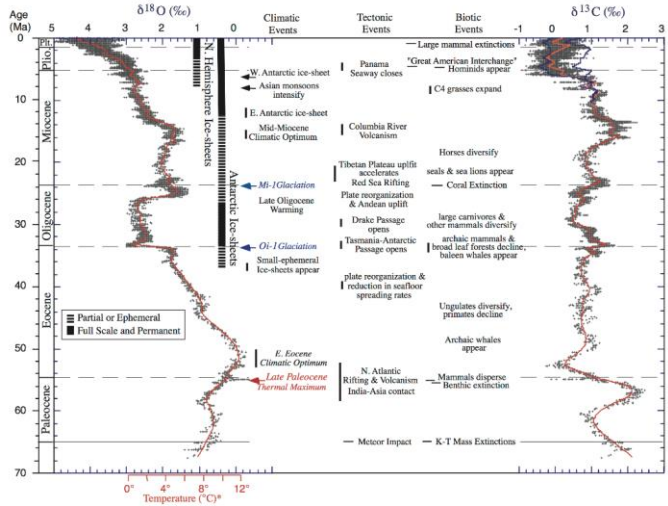 Age
(Ma)
δ18O (‰)
Climatic
Events
Tectonic
Events
Biotic
Events
δ13C (‰)
5 4 3 2 1 0
-1 0 1 2 3
0
10
20
30
40
50
60
70
Plt.
Plio.
Miocene
Oligocene
Eocene
Paleocene
N. Hemisphere Ice-sheets
Antarctic Ice-sheets
Partial or Ephemeral
Full Scale and Permanent
W. Antarctic ice-sheet
Asian monsoons
intensify
E. Antarctic ice-sheet
Mid-Miocene
Climatic Optimum
Mi-1Glaciation
Late Oligocene
Warming
Oi-1Glaciation
Small-ephemeral
Ice-sheets appear
E. Eocene
Climatic Optimum
Late Paleocene
Thermal Maximum
Panama
Seaway closes
Columbia River
Volcanism
Tibetan Plateau uplfit
accelerates
Red Sea Rifting
Plate reorganization
& Andean uplift
Drake Passage
opens
Tasmania-Antarctic
Passage opens
plate reorganization &
reduction in seafloor
spreading rates
N. Atlantic
Rifting & Volcanism
India-Asia contact
Meteor Impact
Large mammal extinctions
"Great American Interchange"
Hominids appear
C4 grasses expand
Horses diversify
seals & sea lions appear
Coral Extinction
large carnivores &
other mammals diversify
archaic mammals &
broad leaf forests decline,
baleen whales appear
Ungulates diversify,
primates decline
Archaic whales
appear
Mammals disperse
Benthic extinction
K-T Mass Extinctions
0° 4° 8° 12°
Temperature (°C)*